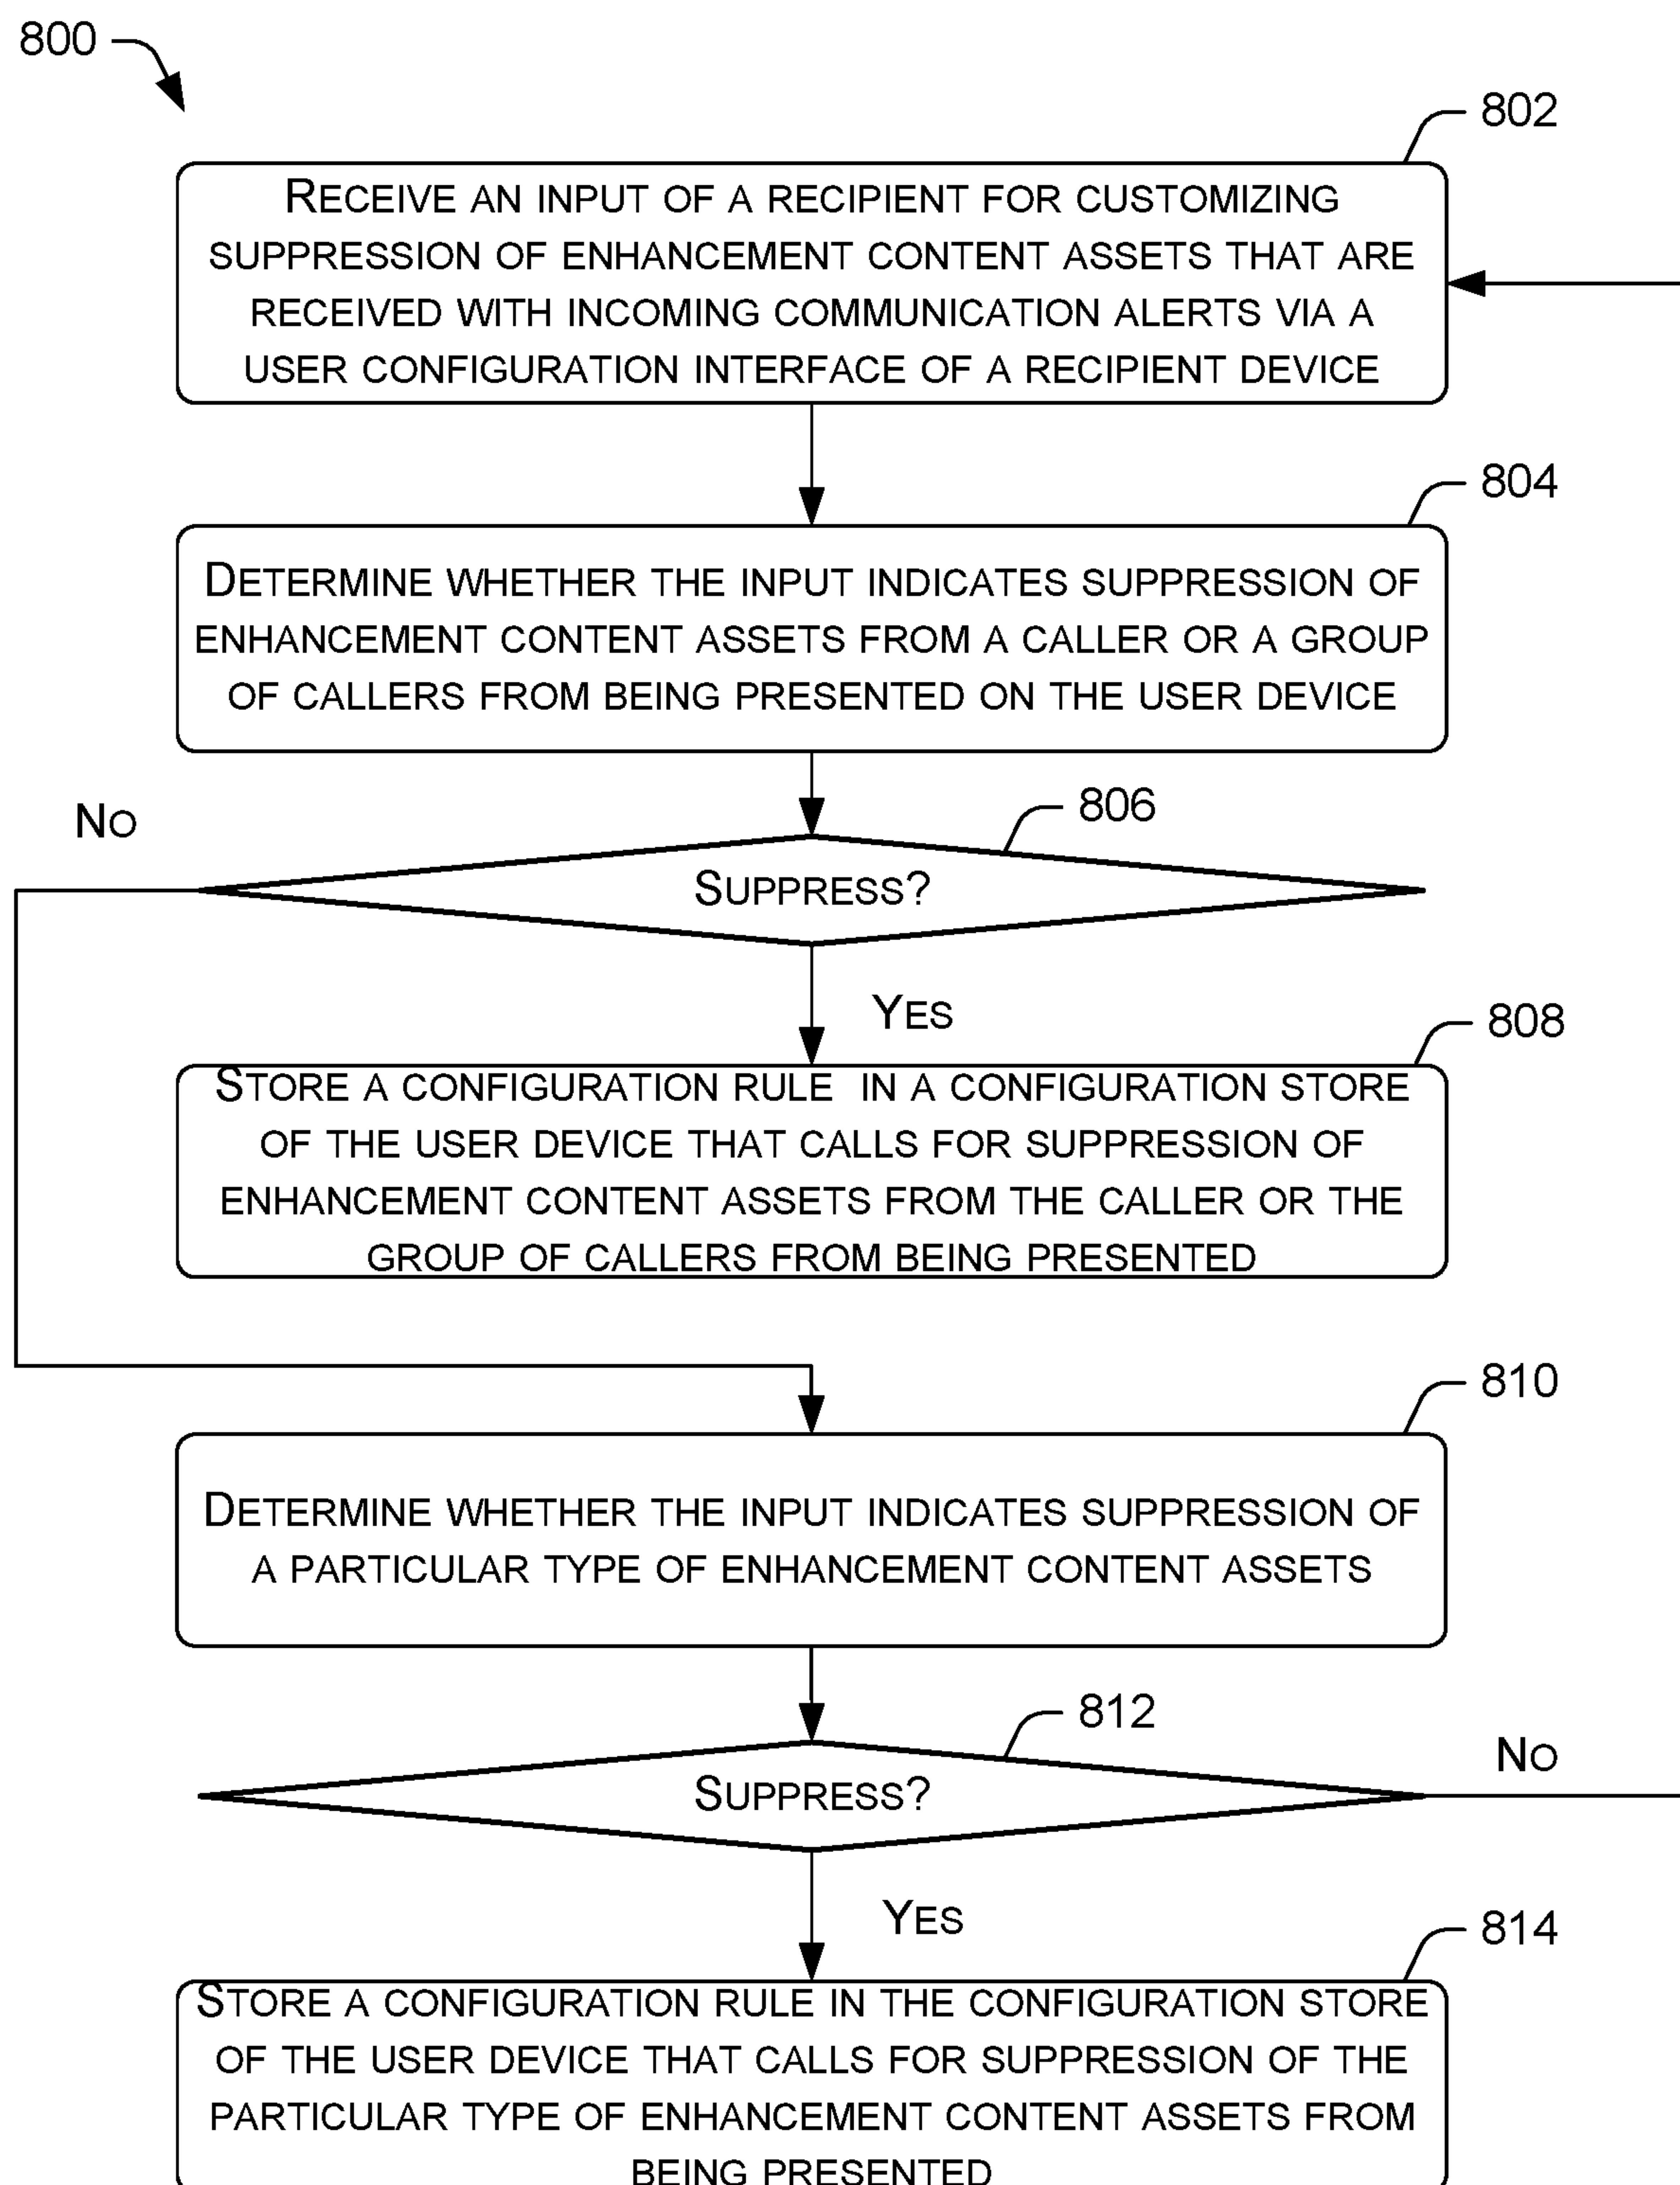 800
802
RECEIVE AN INPUT OF A RECIPIENT FOR CUSTOMIZING
SUPPRESSION OF ENHANCEMENT CONTENT ASSETS THAT ARE
RECEIVED WITH INCOMING COMMUNICATION ALERTS VIA A
USER CONFIGURATION INTERFACE OF A RECIPIENT DEVICE
804
DETERMINE WHETHER THE INPUT INDICATES SUPPRESSION OF
ENHANCEMENT CONTENT ASSETS FROM A CALLER OR A GROUP
OF CALLERS FROM BEING PRESENTED ON THE USER DEVICE
NO
806
SUPPRESS?
YES
808
STORE A CONFIGURATION RULE IN A CONFIGURATION STORE
OF THE USER DEVICE THAT CALLS FOR SUPPRESSION OF
ENHANCEMENT CONTENT ASSETS FROM THE CALLER OR THE
GROUP OF CALLERS FROM BEING PRESENTED
810
DETERMINE WHETHER THE INPUT INDICATES SUPPRESSION OF
A PARTICULAR TYPE OF ENHANCEMENT CONTENT ASSETS
812
SUPPRESS?
NO
YES
814
STORE A CONFIGURATION RULE IN THE CONFIGURATION STORE
OF THE USER DEVICE THAT CALLS FOR SUPPRESSION OF THE
PARTICULAR TYPE OF ENHANCEMENT CONTENT ASSETS FROM
BEING PRESENTED